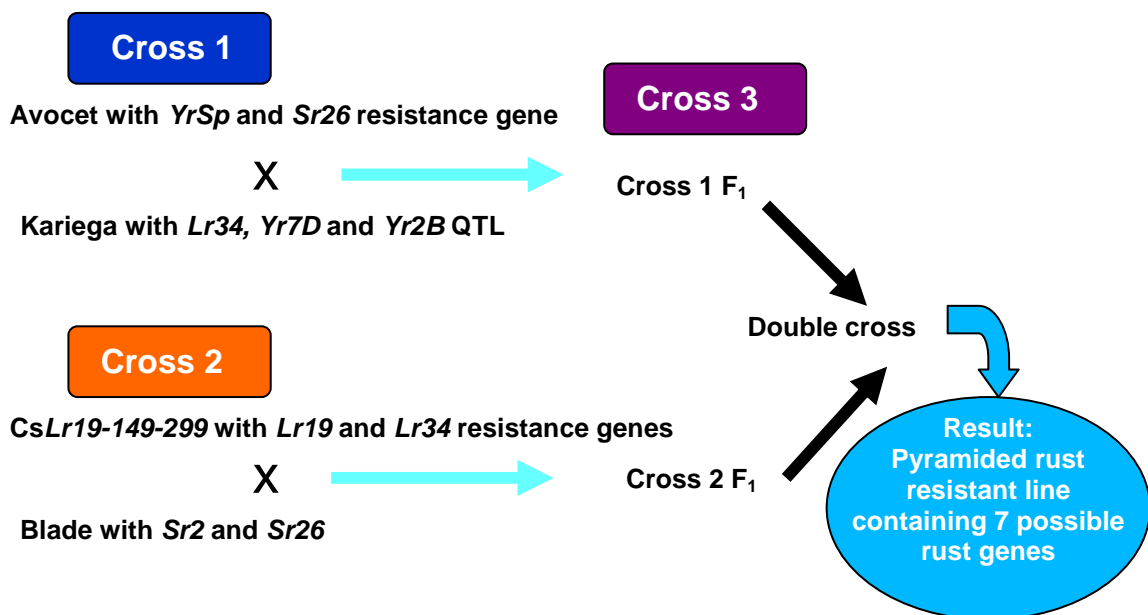 Cross 1
Avocet with YrSp and Sr26 resistance gene
X
Kariega with Lr34, Yr7D and Yr2B QTL
Cross 2
CsLr19-149-299 with Lr19 and Lr34 resistance genes
X
Blade with Sr2 and Sr26
Cross 3
Cross 1 F₁
Double cross
Cross 2 F₁
Result:
Pyramided rust
resistant line
containing 7 possible
rust genes